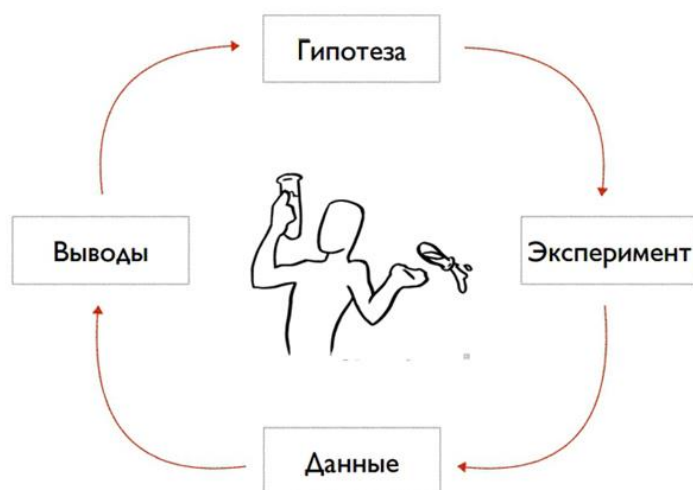 Гипотеза
Выводы
Эксперимент
Данные